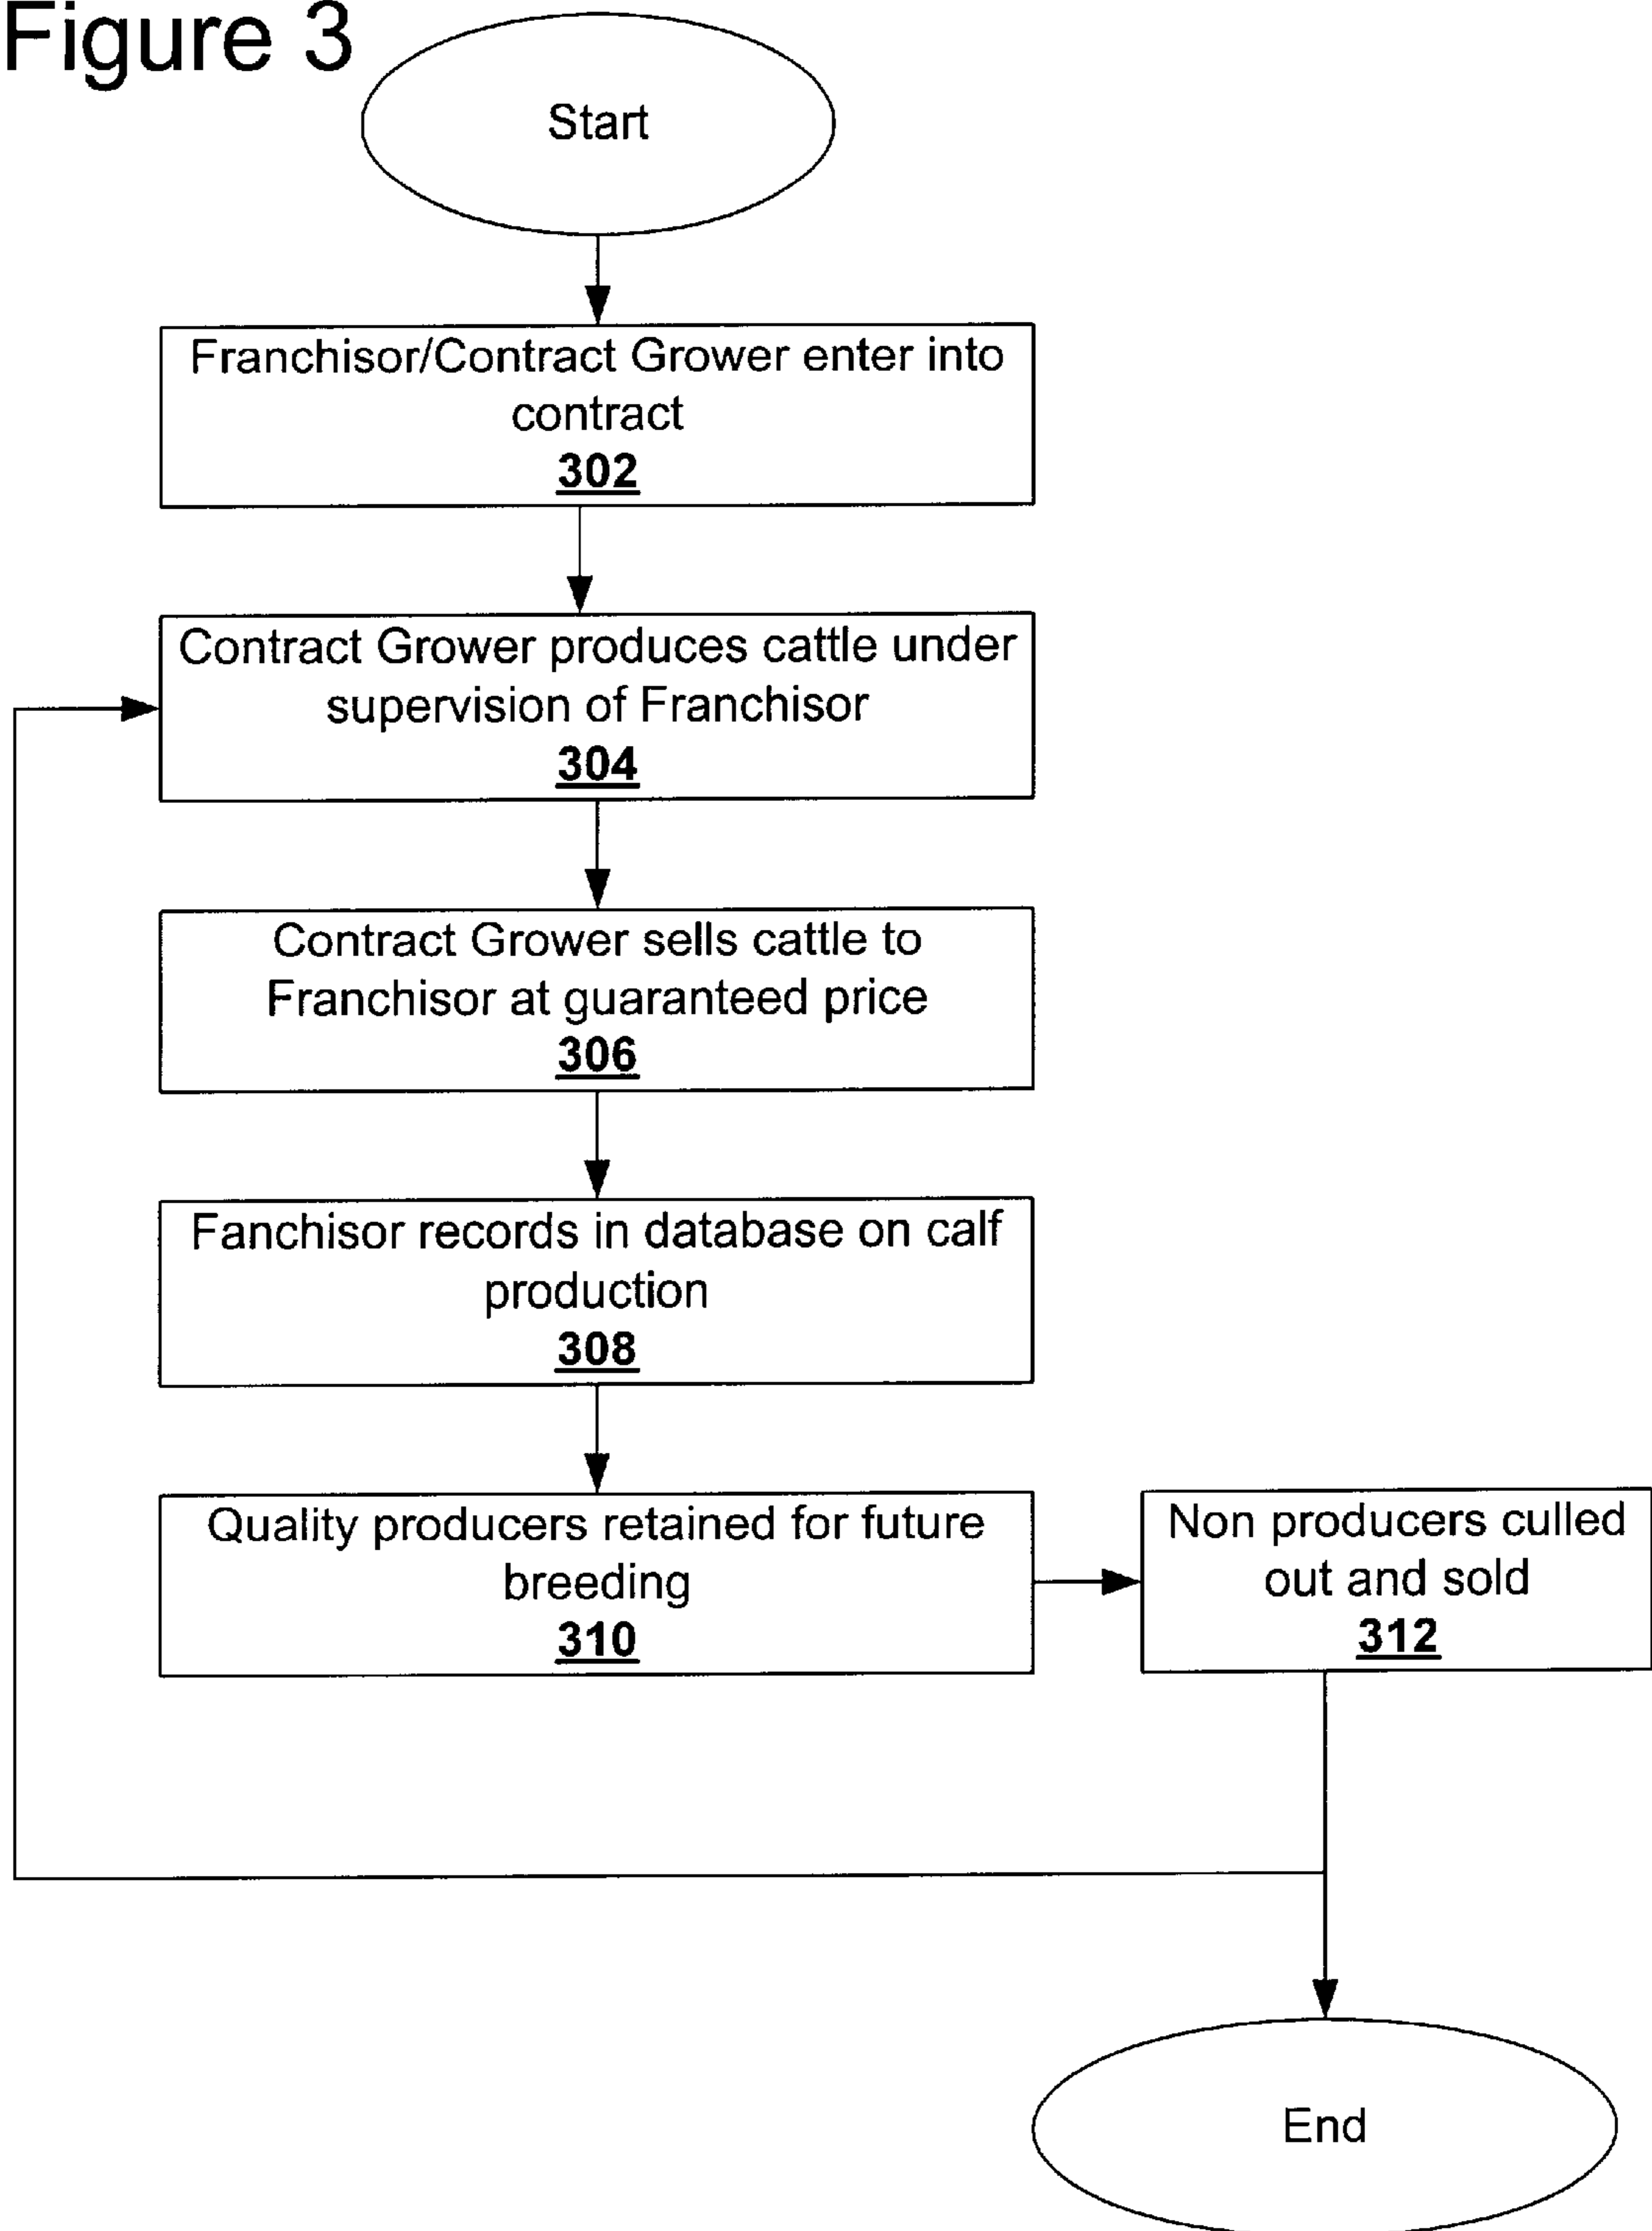 Figure 3
Start
Franchisor/Contract Grower enter into
contract
302
Contract Grower produces cattle under
supervision of Franchisor
304
Contract Grower sells cattle to
Franchisor at guaranteed price
306
Fanchisor records in database on calf
production
308
Quality producers retained for future
breeding
310
Non producers culled
out and sold
312
End